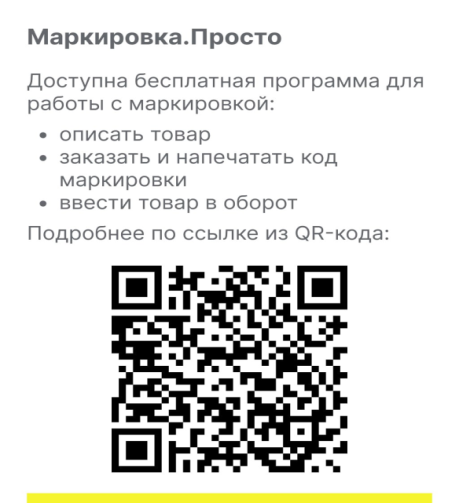 Маркировка.Просто
Доступна бесплатная программа для
работы с маркировкой:
• описать товар
• заказать и напечатать код
маркировки
• ввести товар в оборот
Подробнее по ссылке из QR-кода: